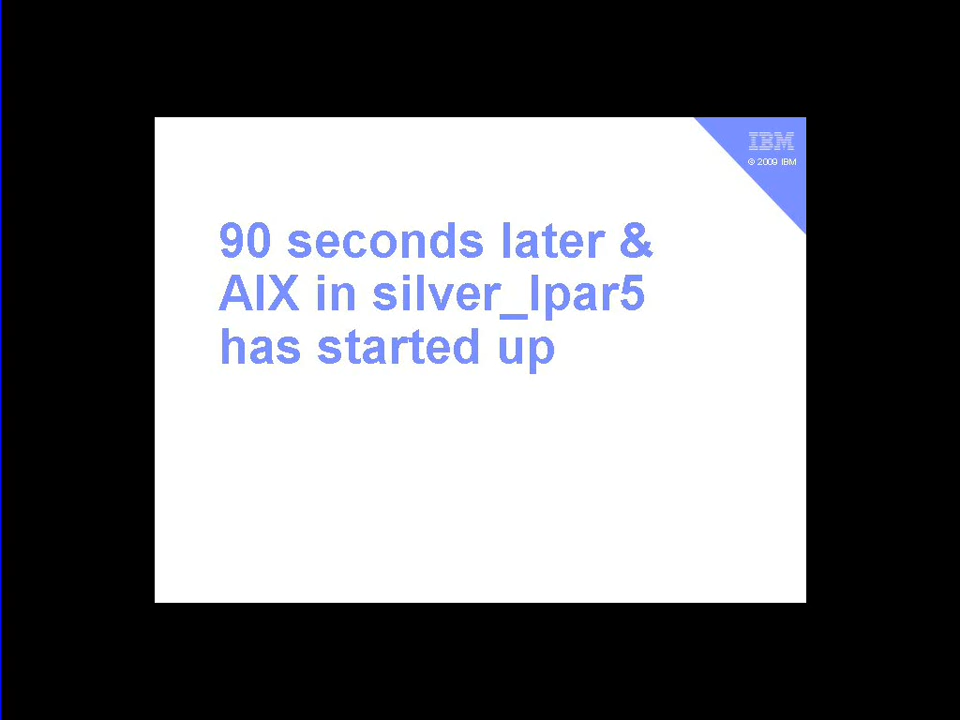 IBM
© 2009 IBM
90 seconds later &
AIX in silver_lpar5
has started up